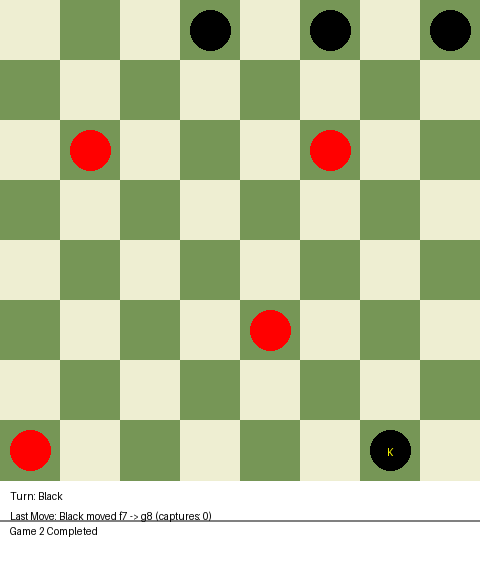 K
Turn: Black
Last Move: Black moved f7 -> g8 (captures: 0)
Game 2 Completed